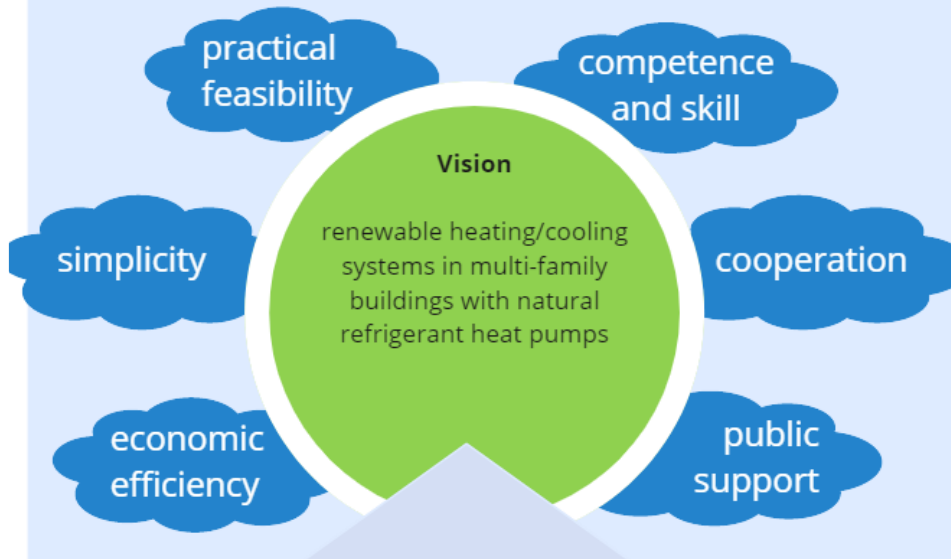 practical
feasibility
competence
and skill
Vision
renewable heating/cooling
systems in multi-family
buildings with natural
refrigerant heat pumps
simplicity
cooperation
economic
efficiency
public
support